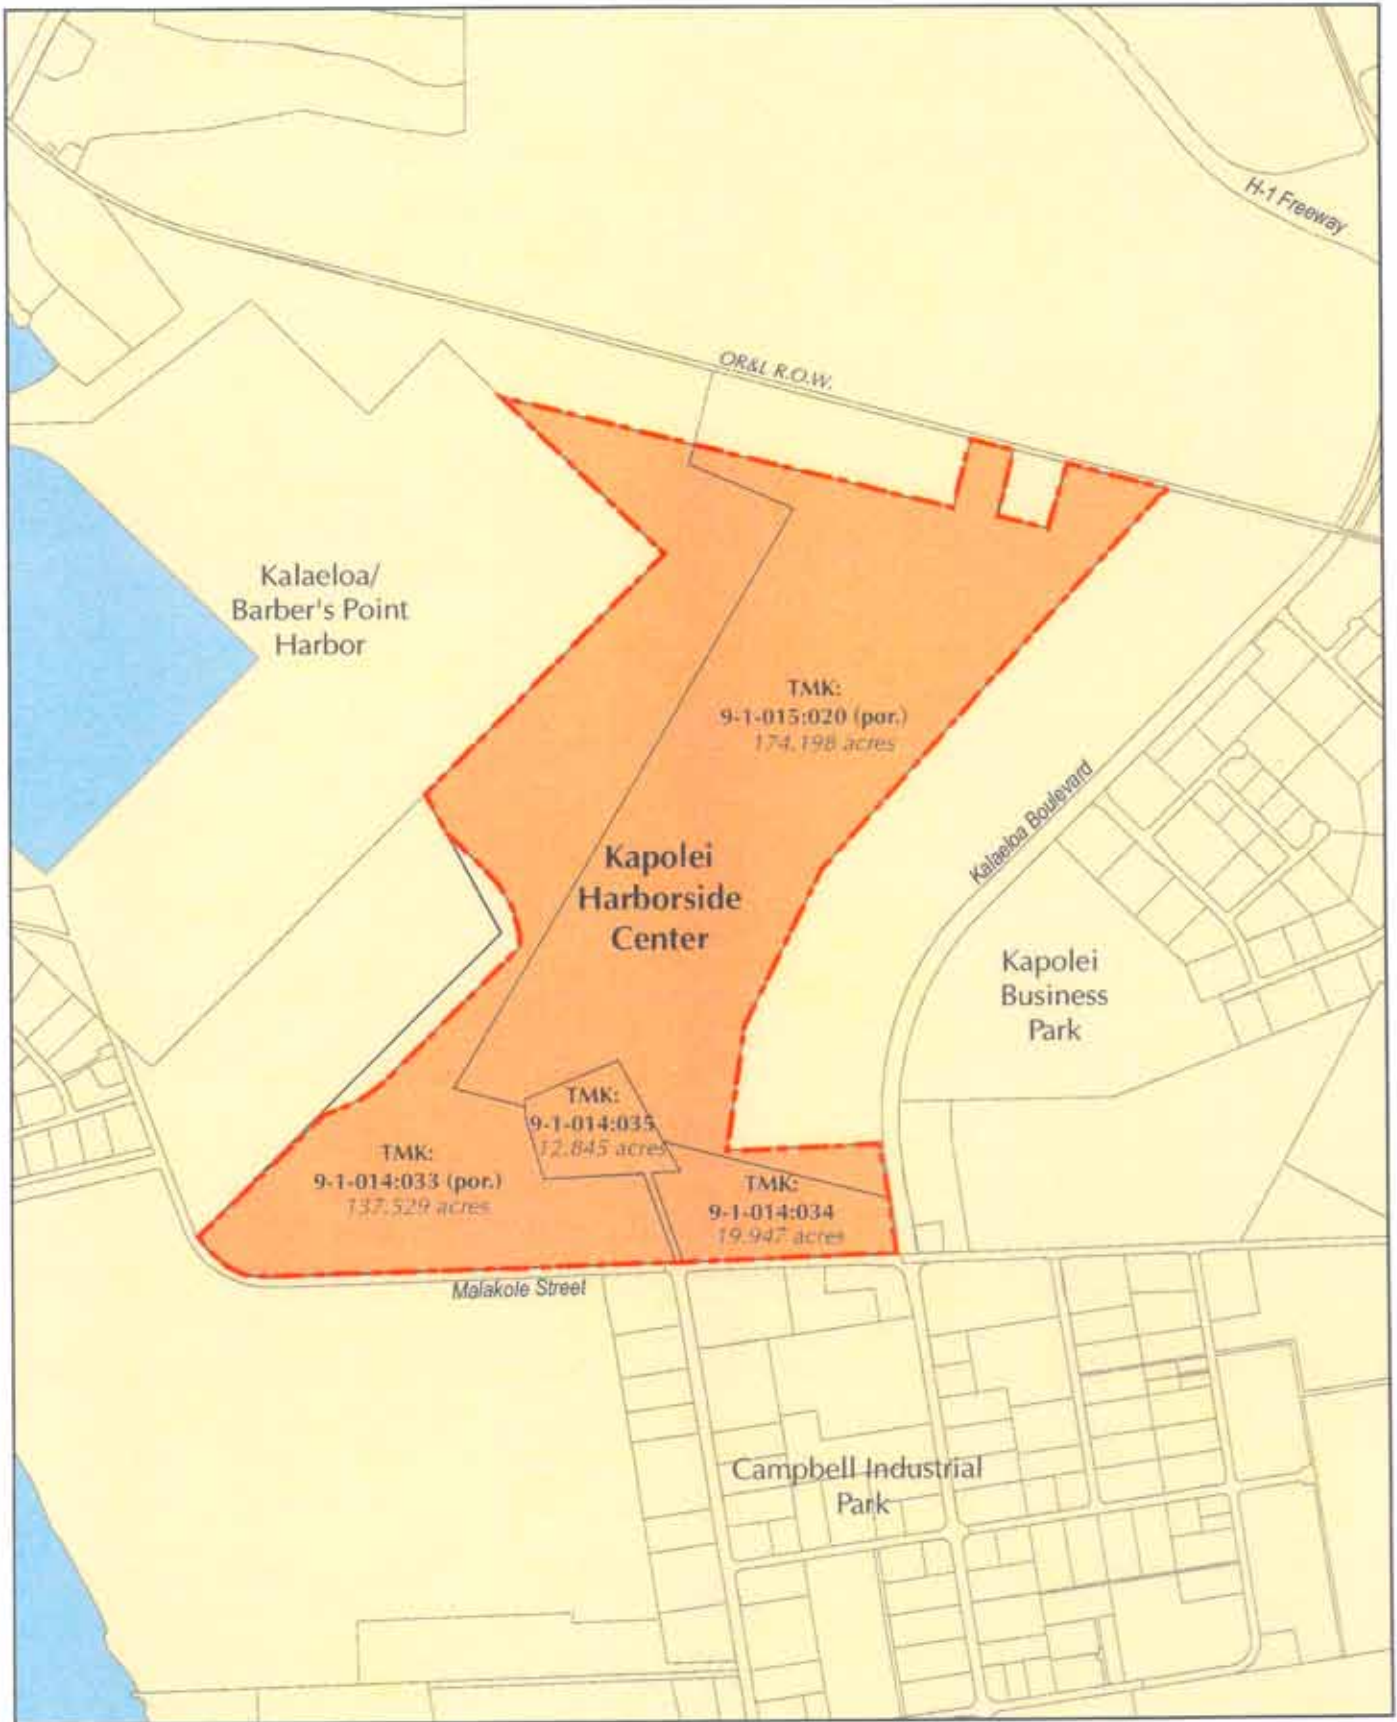 H-1 Freeway
OR&L R.O.W.
Kalaeloa/
Barber's Point
Harbor
TMK:
9-1-015:020 (por.)
174.198 acres
Kalaeloa Boulevard
Kapolei
Harborside
Center
Kapolei
Business
Park
TMK:
9-1-014:035
12.845 acres
TMK:
9-1-014:033 (por.)
137.529 acres
TMK:
9-1-014:034
19.947 acres
Malakole Street
Campbell Industrial
Park